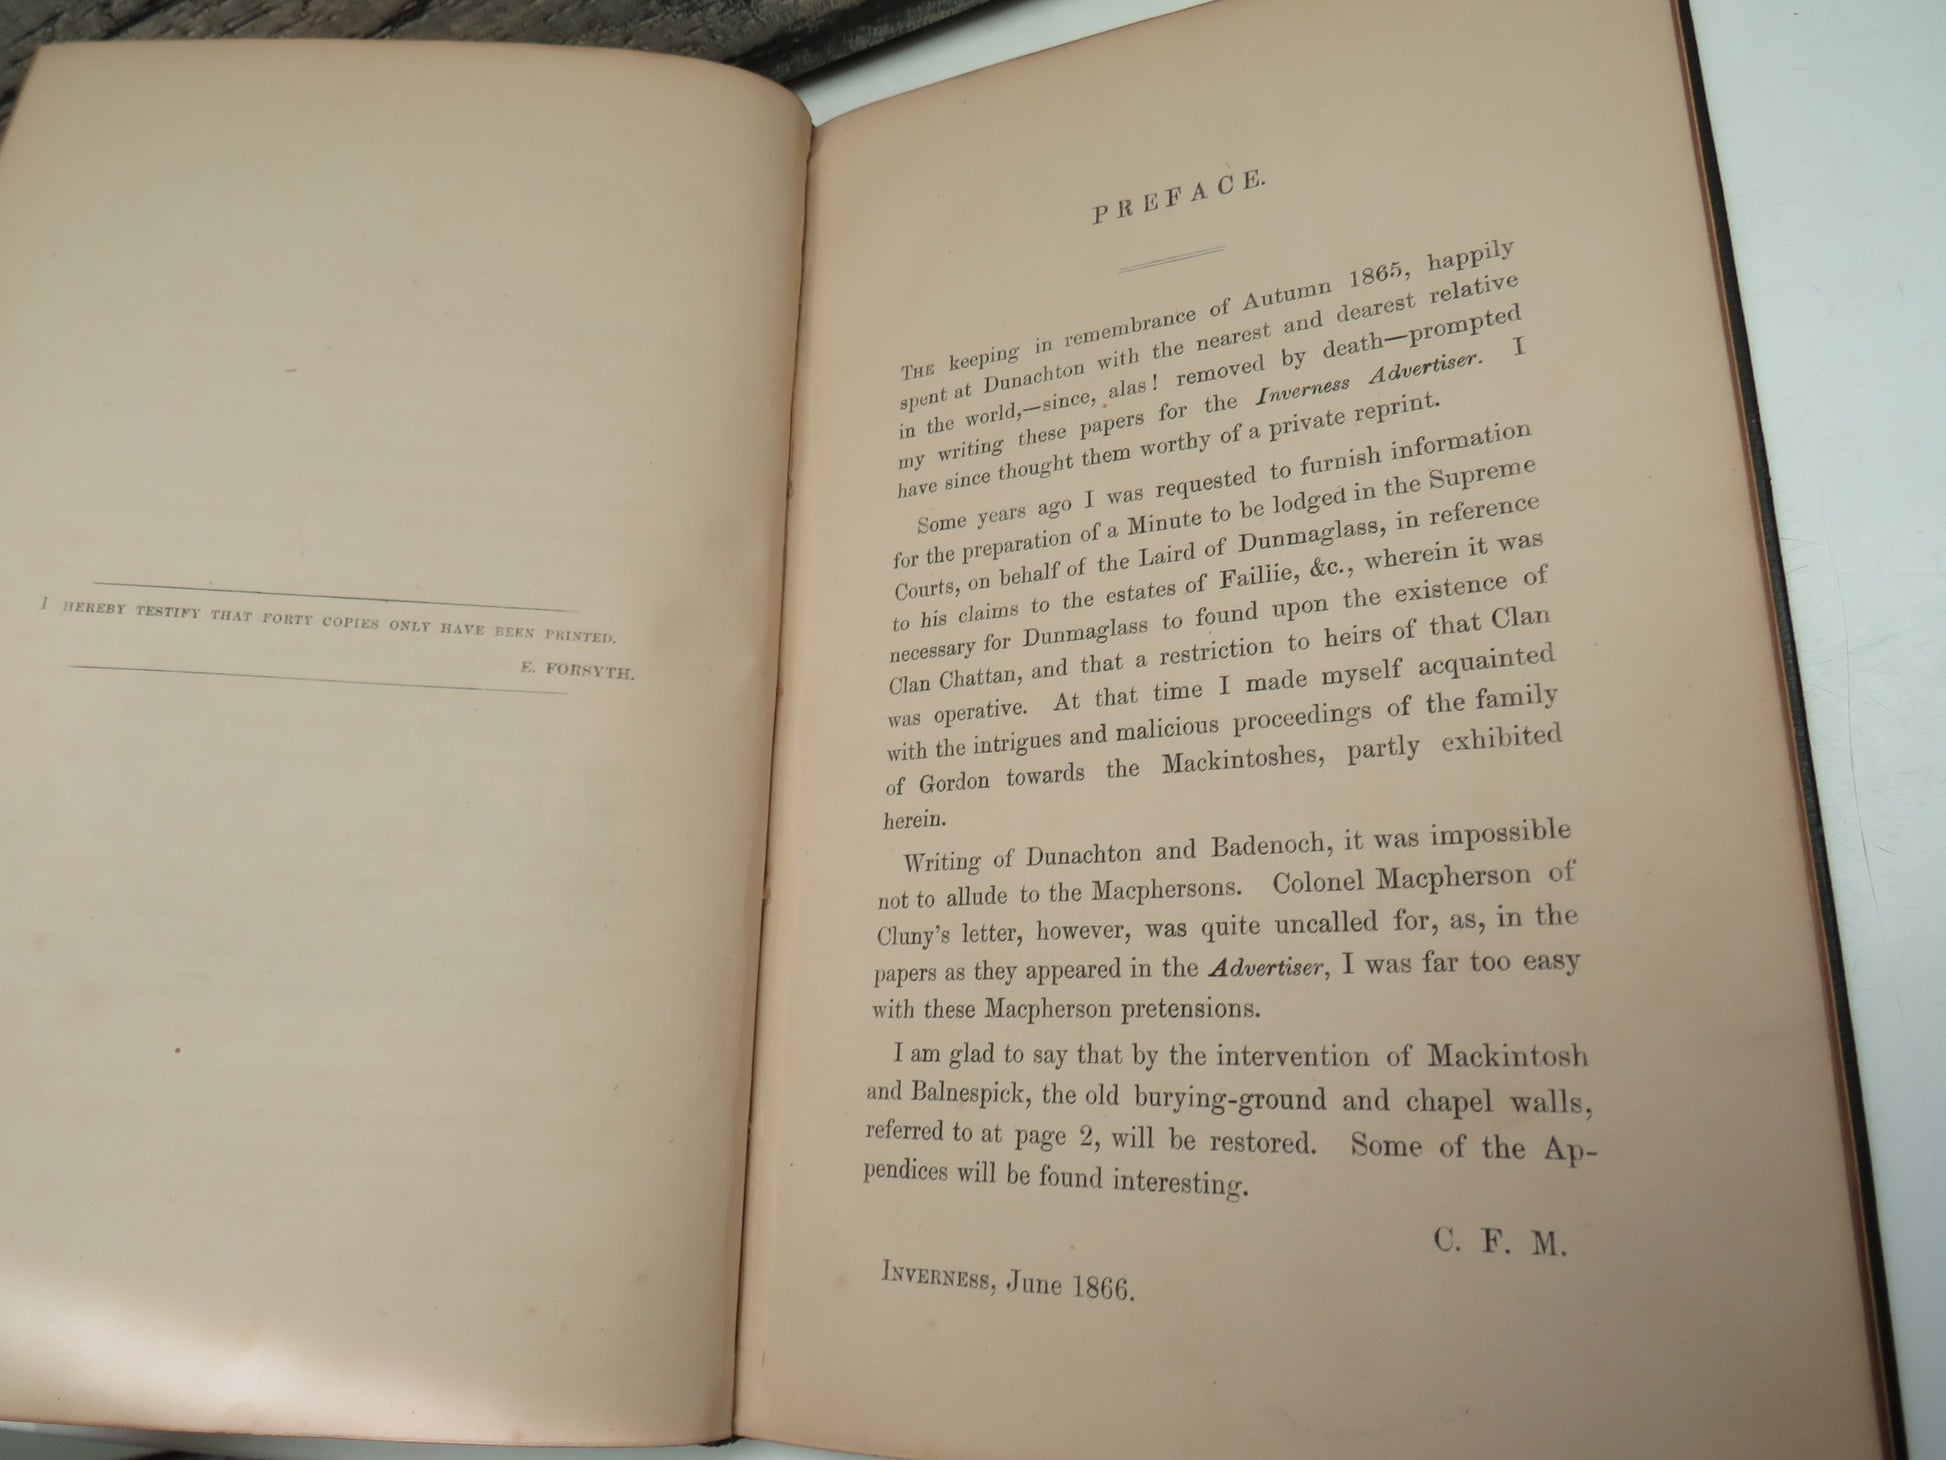 I HEREBY TESTIFY THAT FORTY COPIES ONLY HAVE BEEN PRINTED.
E. FORSYTH.
PREFACE.
THE keeping in remembrance of Autumn 1865, happily
spent at Dunachton with the nearest and dearest relative
in the world,—since, alas! removed by death—prompted
my writing these papers for the Inverness Advertiser. I
have since thought them worthy of a private reprint.
Some years ago I was requested to furnish information
for the preparation of a Minute to be lodged in the Supreme
Courts, on behalf of the Laird of Dunmaglass, in reference
to his claims to the estates of Faillie, &c., wherein it was
necessary for Dunmaglass to found upon the existence of
Clan Chattan, and that a restriction to heirs of that Clan
was operative. At that time I made myself acquainted
with the intrigues and malicious proceedings of the family
of Gordon towards the Mackintoshes, partly exhibited
herein.
Writing of Dunachton and Badenoch, it was impossible
not to allude to the Macphersons. Colonel Macpherson of
Cluny's letter, however, was quite uncalled for, as, in the
papers as they appeared in the Advertiser, I was far too easy
with these Macpherson pretensions.
I am glad to say that by the intervention of Mackintosh
and Balnespick, the old burying-ground and chapel walls,
referred to at page 2, will be restored. Some of the Ap-
pendices will be found interesting.
C. F. M.
INVERNESS, June 1866.